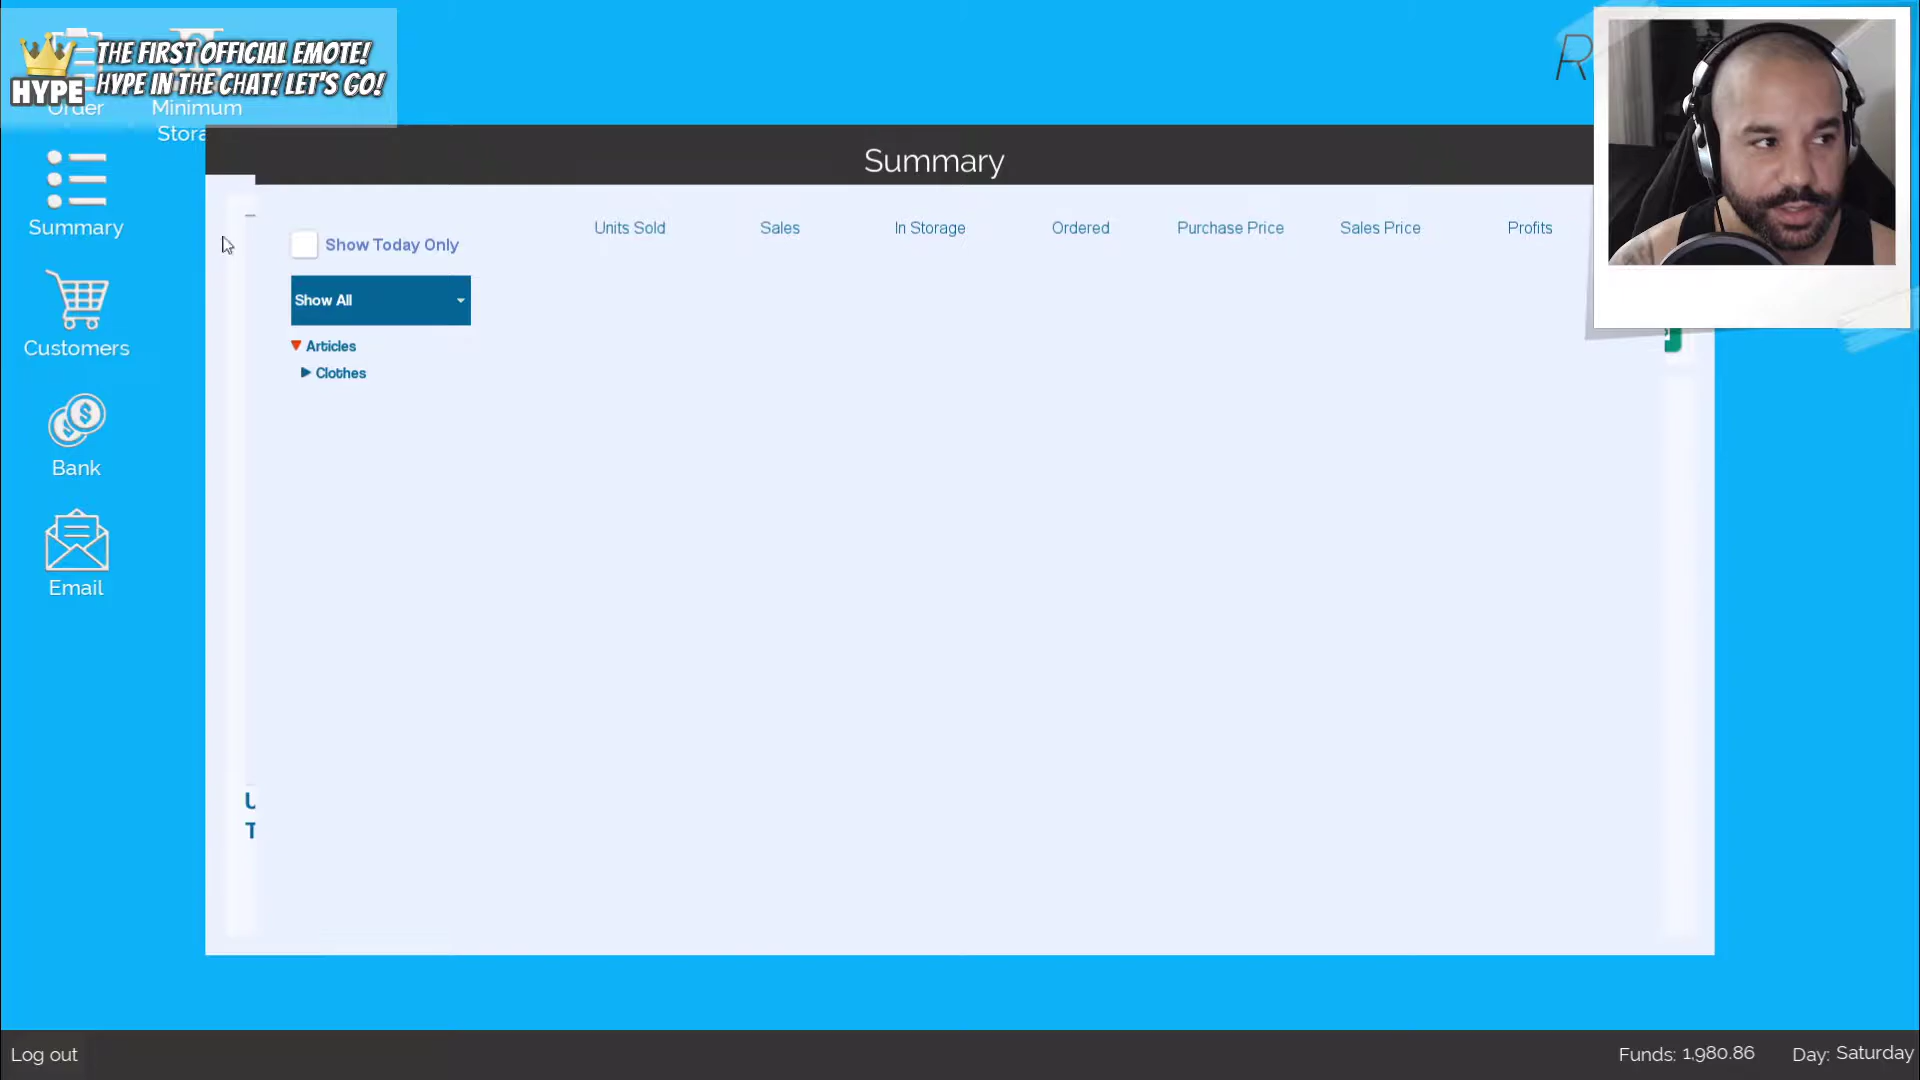 THE FIRST OFFICIAL EMOTE!
HYPE IN THE CHAT! LET'S GO!
HYPE
Order
Minimum
Stora
R
Summary
Summary
Customers
Bank
Email
Show Today Only
Units Sold
Sales
In Storage
Ordered
Purchase Price
Sales Price
Profits
Show All
Articles
Clothes
U
T
Log out
Funds: 1,980.86
Day: Saturday